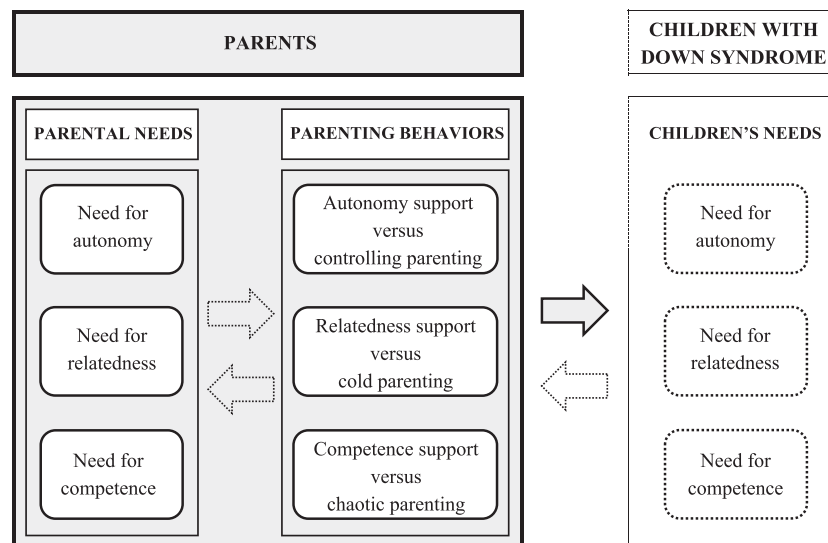 PARENTS
CHILDREN WITH
DOWN SYNDROME
PARENTAL NEEDS
PARENTING BEHAVIORS
CHILDREN'S NEEDS
Need for
autonomy
Autonomy support
versus
controlling parenting
Need for
autonomy
Need for
relatedness
Relatedness support
versus
cold parenting
Need for
relatedness
Need for
competence
Competence support
versus
chaotic parenting
Need for
competence